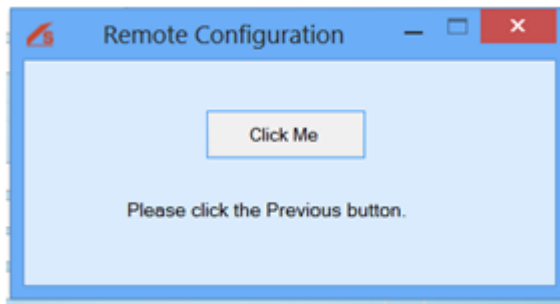 Remote Configuration
Click Me
Please click the Previous button.